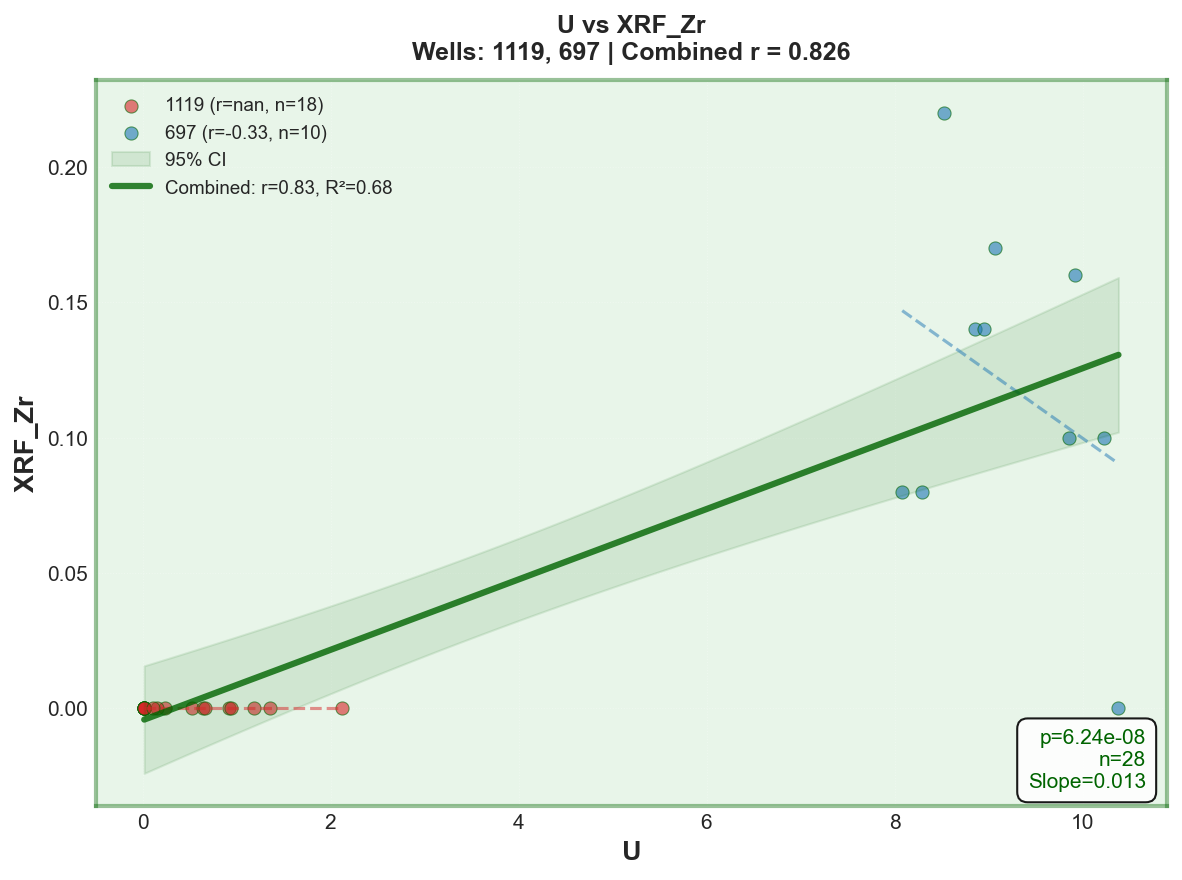 U vs XRF_Zr
Wells: 1119, 697 | Combined r = 0.826
1119 (r=nan, n=18)
697 (r=-0.33, n=10)
95% CI
Combined: r=0.83, R²=0.68
0.20
0.15
0.10
0.05
0.00
XRF_Zr
p=6.24e-08
n=28
Slope=0.013
0
2
4
6
8
10
U